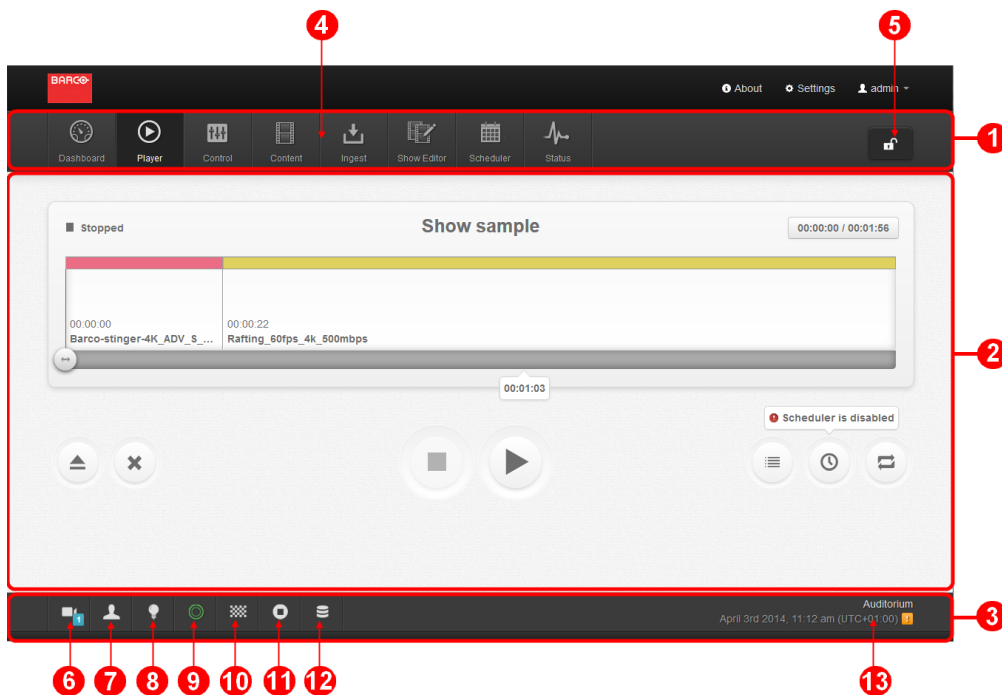 4
5
BARCO
About Settings admin
Dashboard Player Control Content Ingest Show Editor Scheduler Status
1
Stopped
Show sample
00:00:00 / 00:01:56
00:00:00
Barco-stinger-4K_ADV_S_...
00:00:22
Rafting_60fps_4k_500mbps
2
00:01:03
Scheduler is disabled
1
Auditorium
April 3rd 2014, 11:12 am (UTC+01:00)
3
6 7 8 9 10 11 12 13